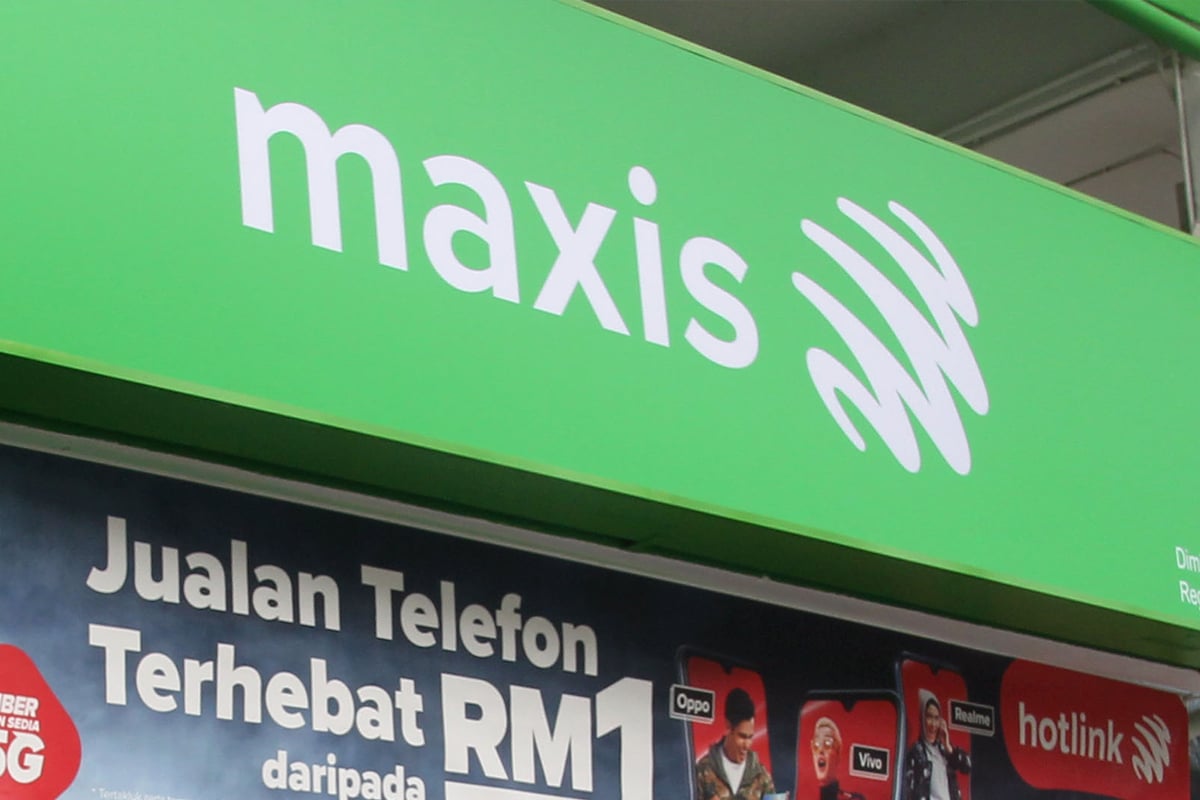 maxis
Jualan Telefon
Terhebat
daripada
RM1
5G
Oppo
Vivo
Realme
hotlink